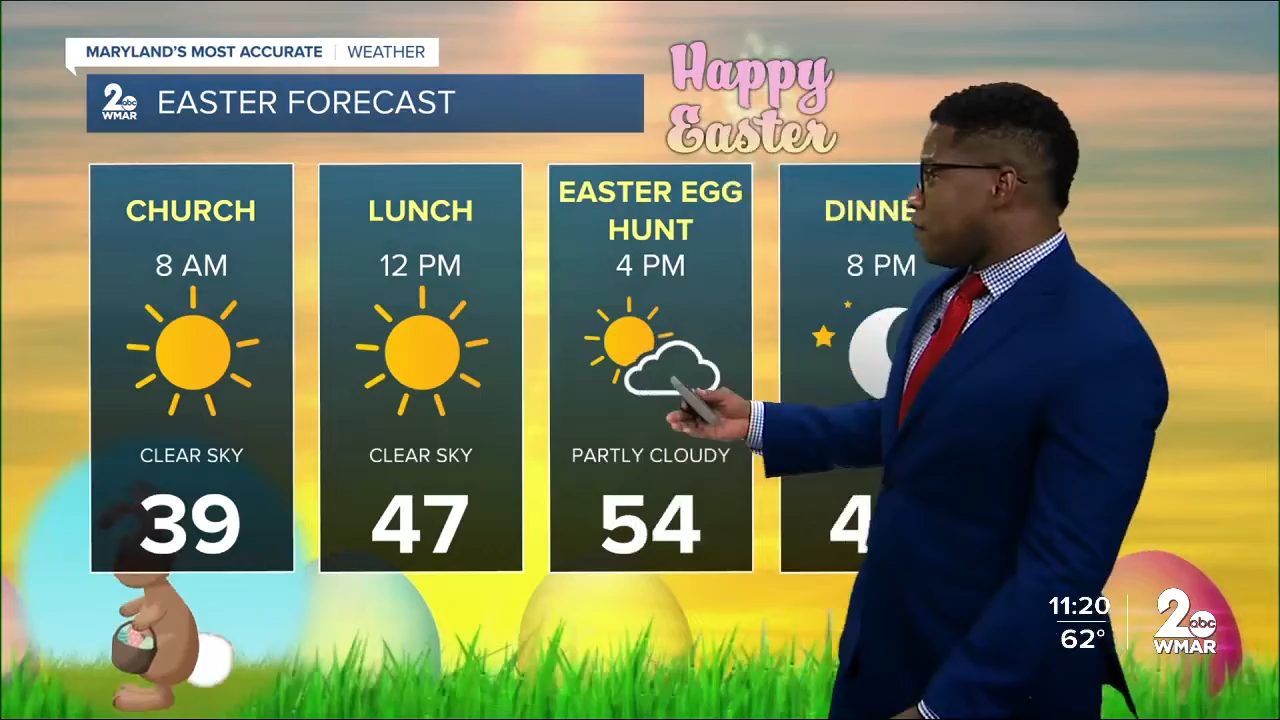 MARYLAND'S MOST ACCURATE | WEATHER
2 abc WMAR
EASTER FORECAST
Happy
Easter
CHURCH
8 AM
CLEAR SKY
39
LUNCH
12 PM
CLEAR SKY
47
EASTER EGG
HUNT
4 PM
PARTLY CLOUDY
54
DINNE
8 PM
4
11:20
62°
2 abc
WMAR